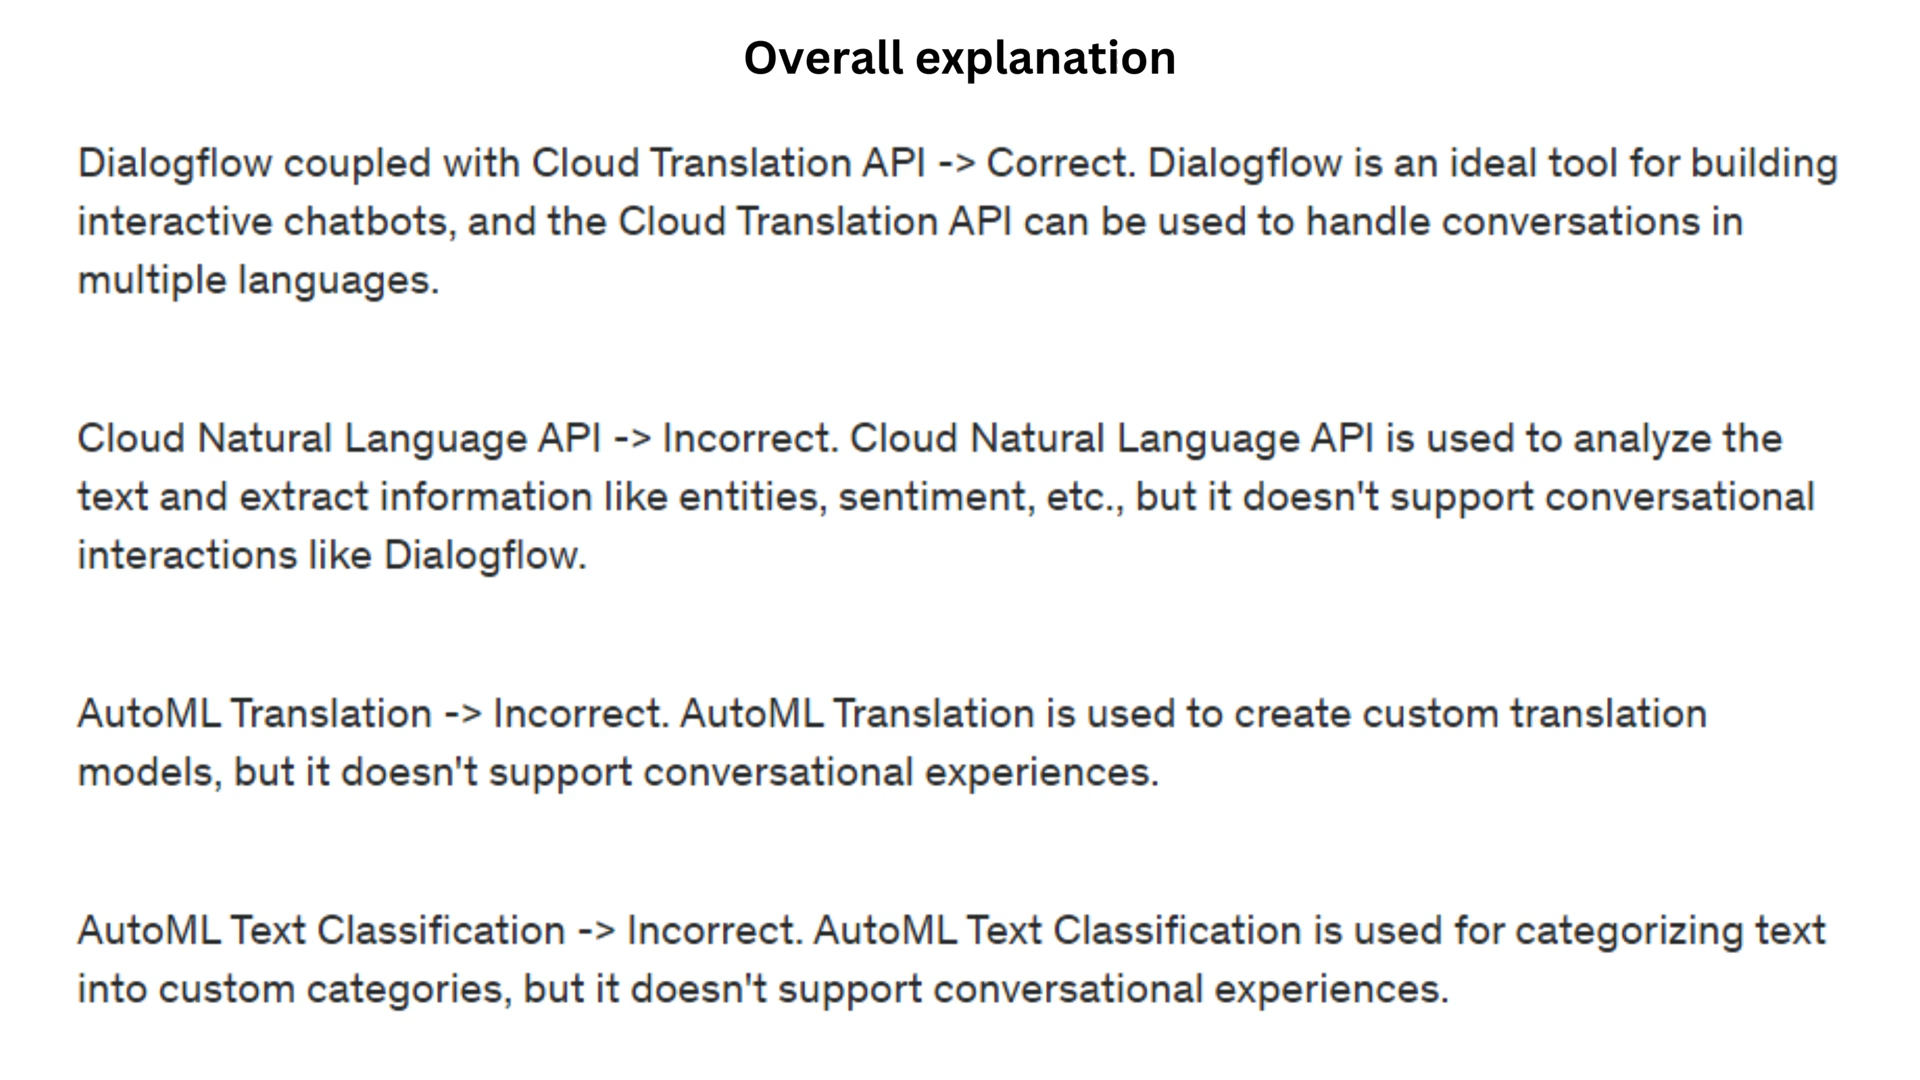 Overall explanation
Dialogflow coupled with Cloud Translation API -> Correct. Dialogflow is an ideal tool for building
interactive chatbots, and the Cloud Translation API can be used to handle conversations in
multiple languages.
Cloud Natural Language API -> Incorrect. Cloud Natural Language API is used to analyze the
text and extract information like entities, sentiment, etc., but it doesn't support conversational
interactions like Dialogflow.
AutoML Translation -> Incorrect. AutoML Translation is used to create custom translation
models, but it doesn't support conversational experiences.
AutoML Text Classification -> Incorrect. AutoML Text Classification is used for categorizing text
into custom categories, but it doesn't support conversational experiences.